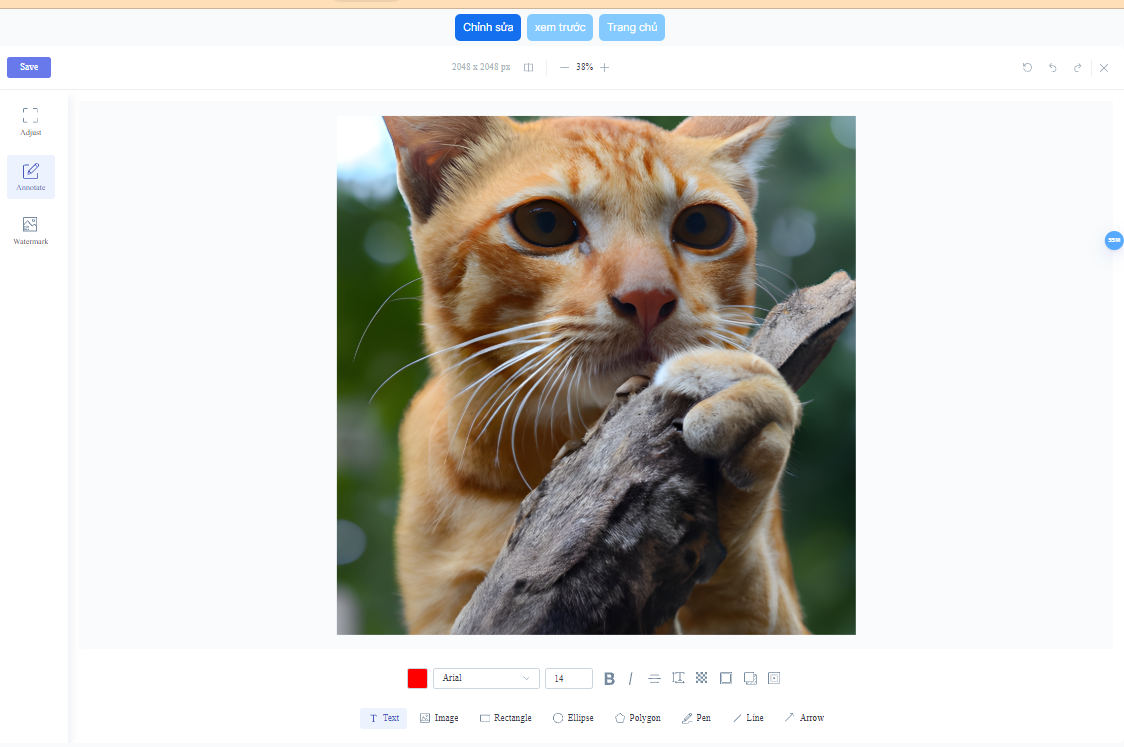 Chỉnh sửa xem trước Trang chủ
Save 2048 x 2048 px 38%
Adjust
Annotate
Watermark
Arial 14 B I
T Text Image Rectangle Ellipse Polygon Pen Line Arrow